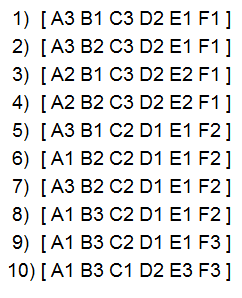 1) [ A3 B1 C3 D2 E1 F1 ]
2) [ A3 B2 C3 D2 E1 F1 ]
3) [ A2 B1 C3 D2 E2 F1 ]
4) [ A2 B2 C3 D2 E2 F1 ]
5) [ A3 B1 C2 D1 E1 F2 ]
6) [ A1 B2 C2 D1 E1 F2 ]
7) [ A3 B2 C2 D1 E1 F2 ]
8) [ A1 B3 C2 D1 E1 F2 ]
9) [ A1 B3 C2 D1 E1 F3 ]
10) [ A1 B3 C1 D2 E3 F3 ]